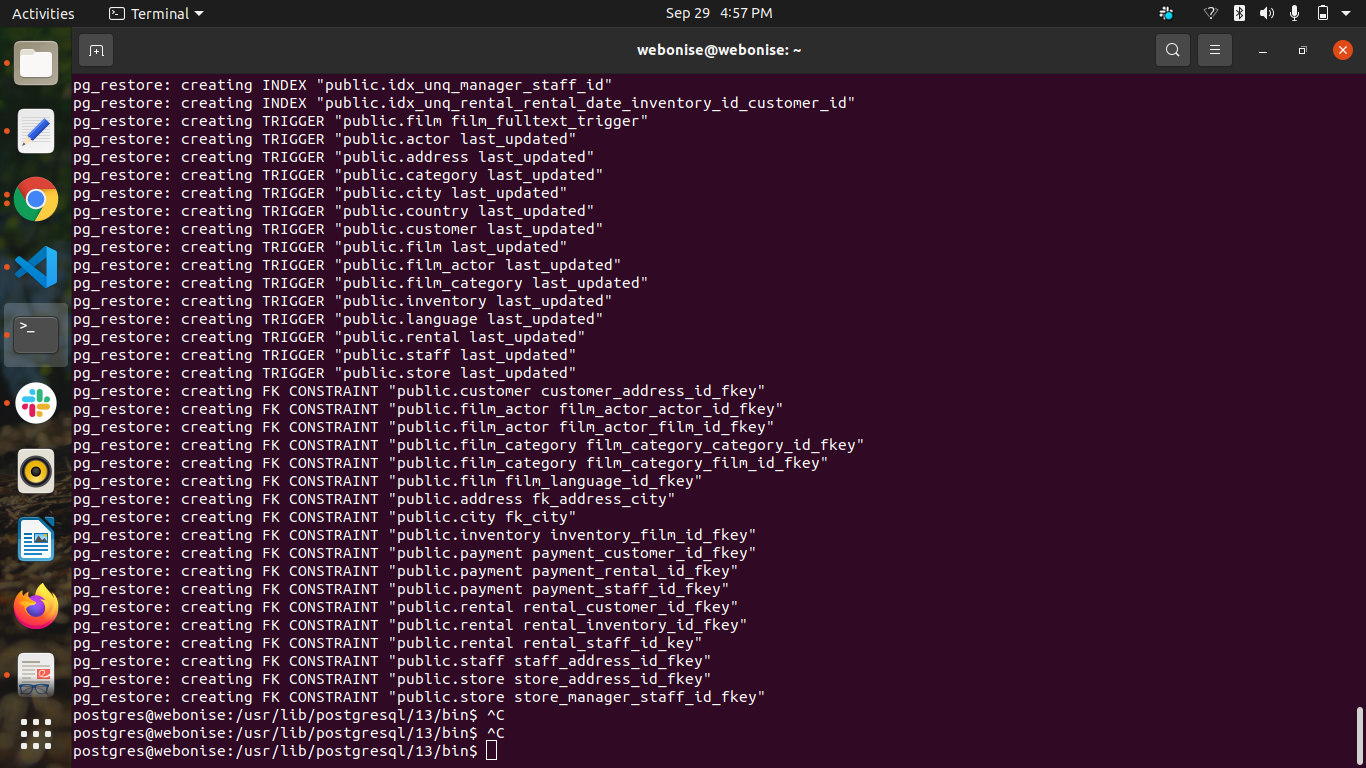 Activities
Terminal
Sep 29 4:57 PM
webonise@webonise: ~
pg_restore: creating INDEX "public.idx_unq_manager_staff_id"
pg_restore: creating INDEX "public.idx_unq_rental_rental_date_inventory_id_customer_id"
pg_restore: creating TRIGGER "public.film film_fulltext_trigger"
pg_restore: creating TRIGGER "public.actor last_updated"
pg_restore: creating TRIGGER "public.address last_updated"
pg_restore: creating TRIGGER "public.category last_updated"
pg_restore: creating TRIGGER "public.city last_updated"
pg_restore: creating TRIGGER "public.country last_updated"
pg_restore: creating TRIGGER "public.customer last_updated"
pg_restore: creating TRIGGER "public.film last_updated"
pg_restore: creating TRIGGER "public.film_actor last_updated"
pg_restore: creating TRIGGER "public.film_category last_updated"
pg_restore: creating TRIGGER "public.inventory last_updated"
pg_restore: creating TRIGGER "public.language last_updated"
pg_restore: creating TRIGGER "public.rental last_updated"
pg_restore: creating TRIGGER "public.staff last_updated"
pg_restore: creating TRIGGER "public.store last_updated"
pg_restore: creating FK CONSTRAINT "public.customer customer_address_id_fkey"
pg_restore: creating FK CONSTRAINT "public.film_actor film_actor_actor_id_fkey"
pg_restore: creating FK CONSTRAINT "public.film_actor film_actor_film_id_fkey"
pg_restore: creating FK CONSTRAINT "public.film_category film_category_category_id_fkey"
pg_restore: creating FK CONSTRAINT "public.film_category film_category_film_id_fkey"
pg_restore: creating FK CONSTRAINT "public.film film_language_id_fkey"
pg_restore: creating FK CONSTRAINT "public.address fk_address_city"
pg_restore: creating FK CONSTRAINT "public.city fk_city"
pg_restore: creating FK CONSTRAINT "public.inventory inventory_film_id_fkey"
pg_restore: creating FK CONSTRAINT "public.payment payment_customer_id_fkey"
pg_restore: creating FK CONSTRAINT "public.payment payment_rental_id_fkey"
pg_restore: creating FK CONSTRAINT "public.payment payment_staff_id_fkey"
pg_restore: creating FK CONSTRAINT "public.rental rental_customer_id_fkey"
pg_restore: creating FK CONSTRAINT "public.rental rental_inventory_id_fkey"
pg_restore: creating FK CONSTRAINT "public.rental rental_staff_id_key"
pg_restore: creating FK CONSTRAINT "public.staff staff_address_id_fkey"
pg_restore: creating FK CONSTRAINT "public.store store_address_id_fkey"
pg_restore: creating FK CONSTRAINT "public.store store_manager_staff_id_fkey"
postgres@webonise:/usr/lib/postgresql/13/bin$ ^C
postgres@webonise:/usr/lib/postgresql/13/bin$ ^C
postgres@webonise:/usr/lib/postgresql/13/bin$